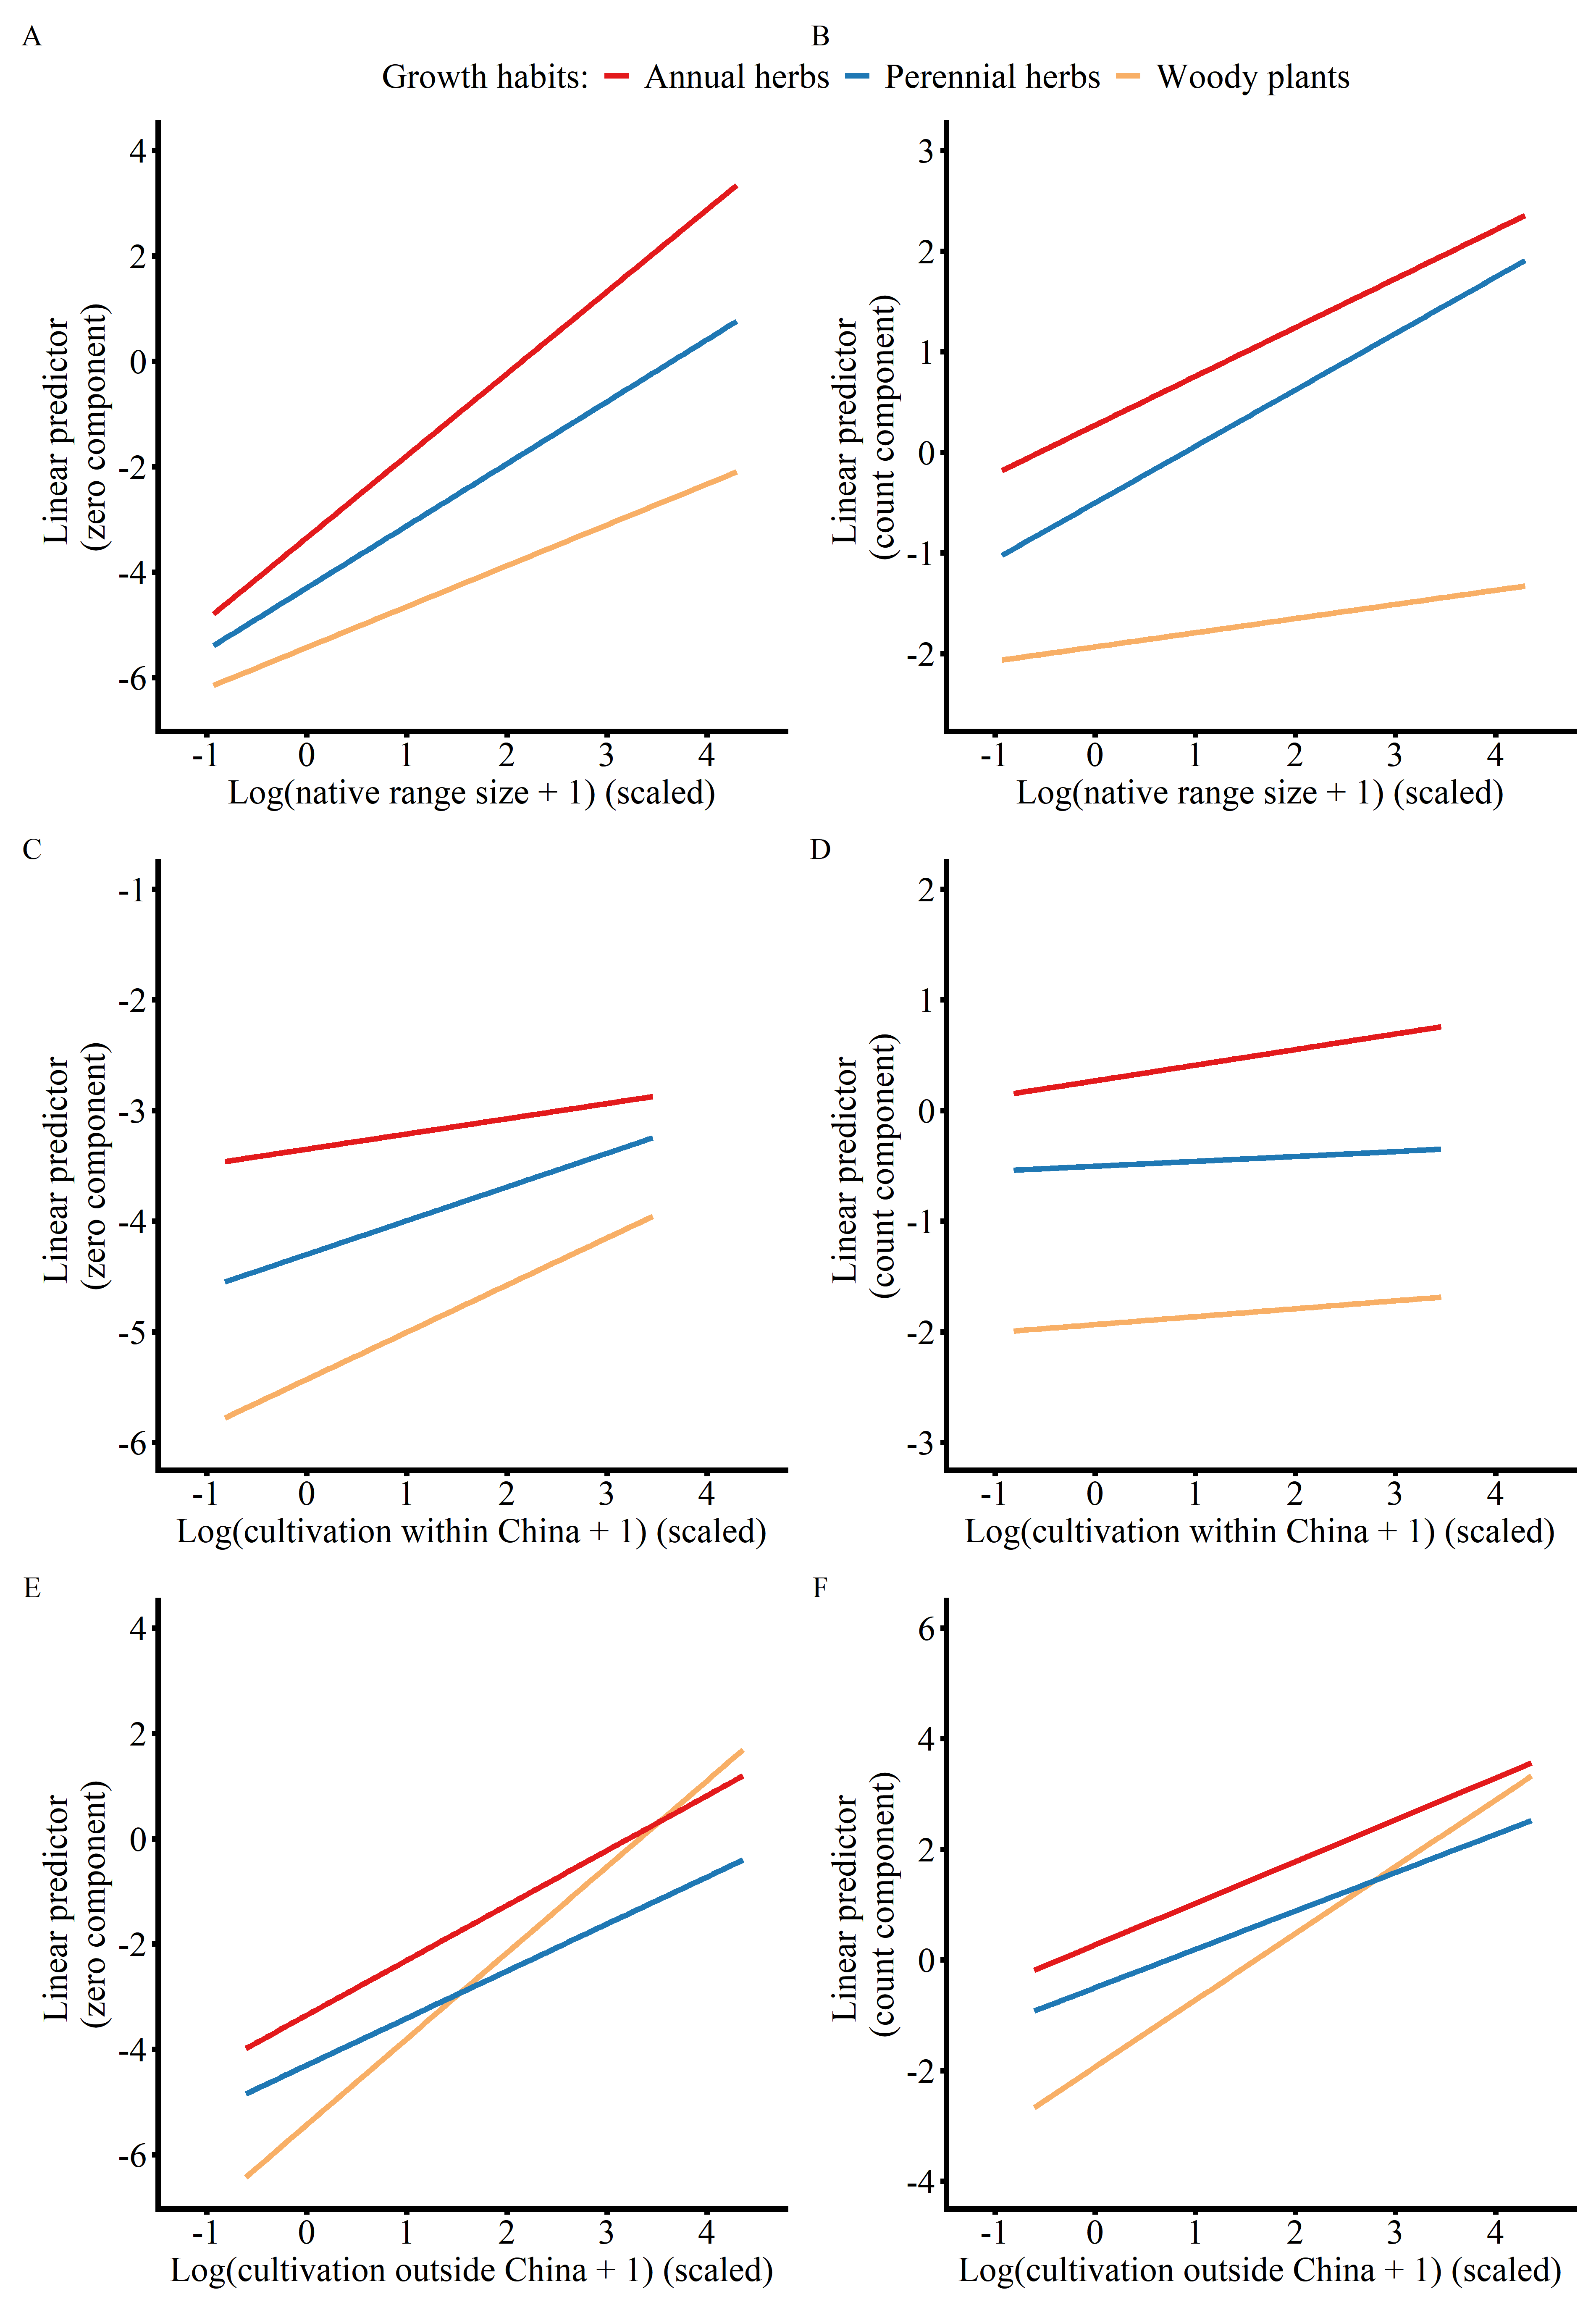 A
B
Growth habits: Annual herbs Perennial herbs Woody plants
4
2
0
-2
-4
-6
Linear predictor
(zero component)
-1 0 1 2 3 4
Log(native range size + 1) (scaled)
3
2
1
0
-1
-2
Linear predictor
(count component)
-1 0 1 2 3 4
Log(native range size + 1) (scaled)
C
-1
-2
-3
-4
-5
-6
Linear predictor
(zero component)
-1 0 1 2 3 4
Log(cultivation within China + 1) (scaled)
D
2
1
0
-1
-2
-3
Linear predictor
(count component)
-1 0 1 2 3 4
Log(cultivation within China + 1) (scaled)
E
4
2
0
-2
-4
-6
Linear predictor
(zero component)
-1 0 1 2 3 4
Log(cultivation outside China + 1) (scaled)
F
6
4
2
0
-2
-4
Linear predictor
(count component)
-1 0 1 2 3 4
Log(cultivation outside China + 1) (scaled)